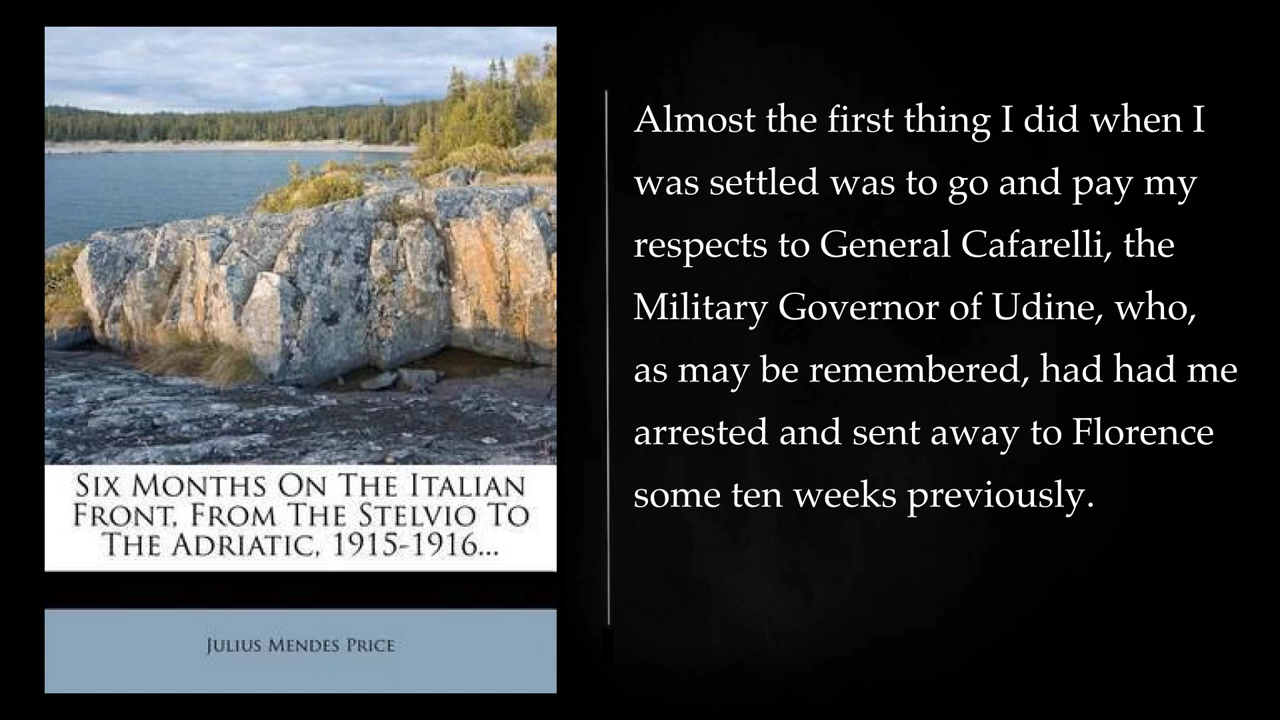 Six Months On The Italian
Front, From The Stelvio To
The Adriatic, 1915-1916...
Julius Mendes Price
Almost the first thing I did when I
was settled was to go and pay my
respects to General Cafarelli, the
Military Governor of Udine, who,
as may be remembered, had had me
arrested and sent away to Florence
some ten weeks previously.